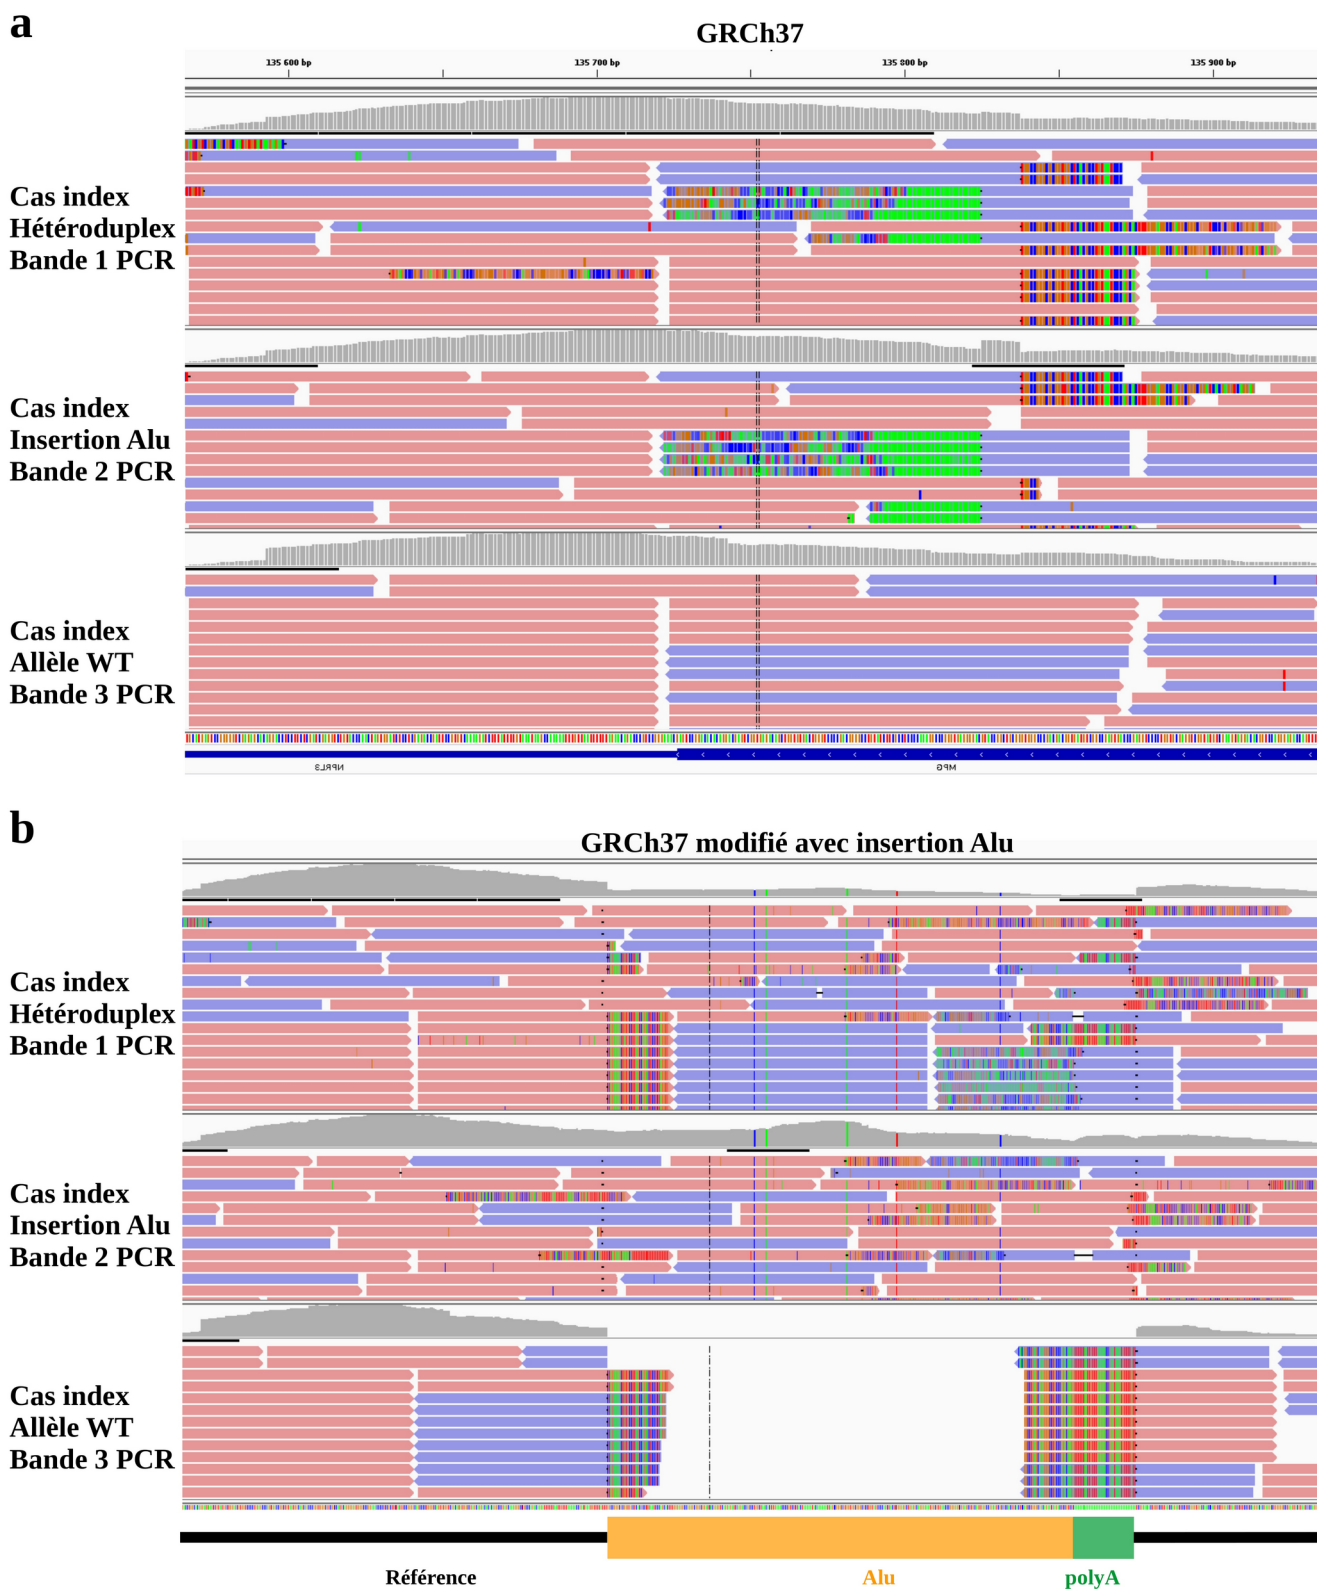 a
GRCh37
135 600 bp
135 700 bp
135 800 bp
135 900 bp
Cas index
Hétéroduplex
Bande 1 PCR
Cas index
Insertion Alu
Bande 2 PCR
Cas index
Allèle WT
Bande 3 PCR
NPRL3
MPG
b
GRCh37 modifié avec insertion Alu
Cas index
Hétéroduplex
Bande 1 PCR
Cas index
Insertion Alu
Bande 2 PCR
Cas index
Allèle WT
Bande 3 PCR
Référence
Alu
polyA